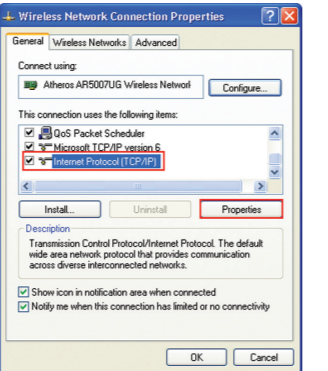 Wireless Network Connection Properties
General Wireless Networks Advanced
Connect using:
Atheros AR5007UG Wireless Network
Configure...
This connection uses the following items:
QoS Packet Scheduler
Microsoft TCP/IP version 6
Internet Protocol (TCP/IP)
Install... Uninstall Properties
Description
Transmission Control Protocol/Internet Protocol. The default
wide area network protocol that provides communication
across diverse interconnected networks.
Show icon in notification area when connected
Notify me when this connection has limited or no connectivity
OK Cancel